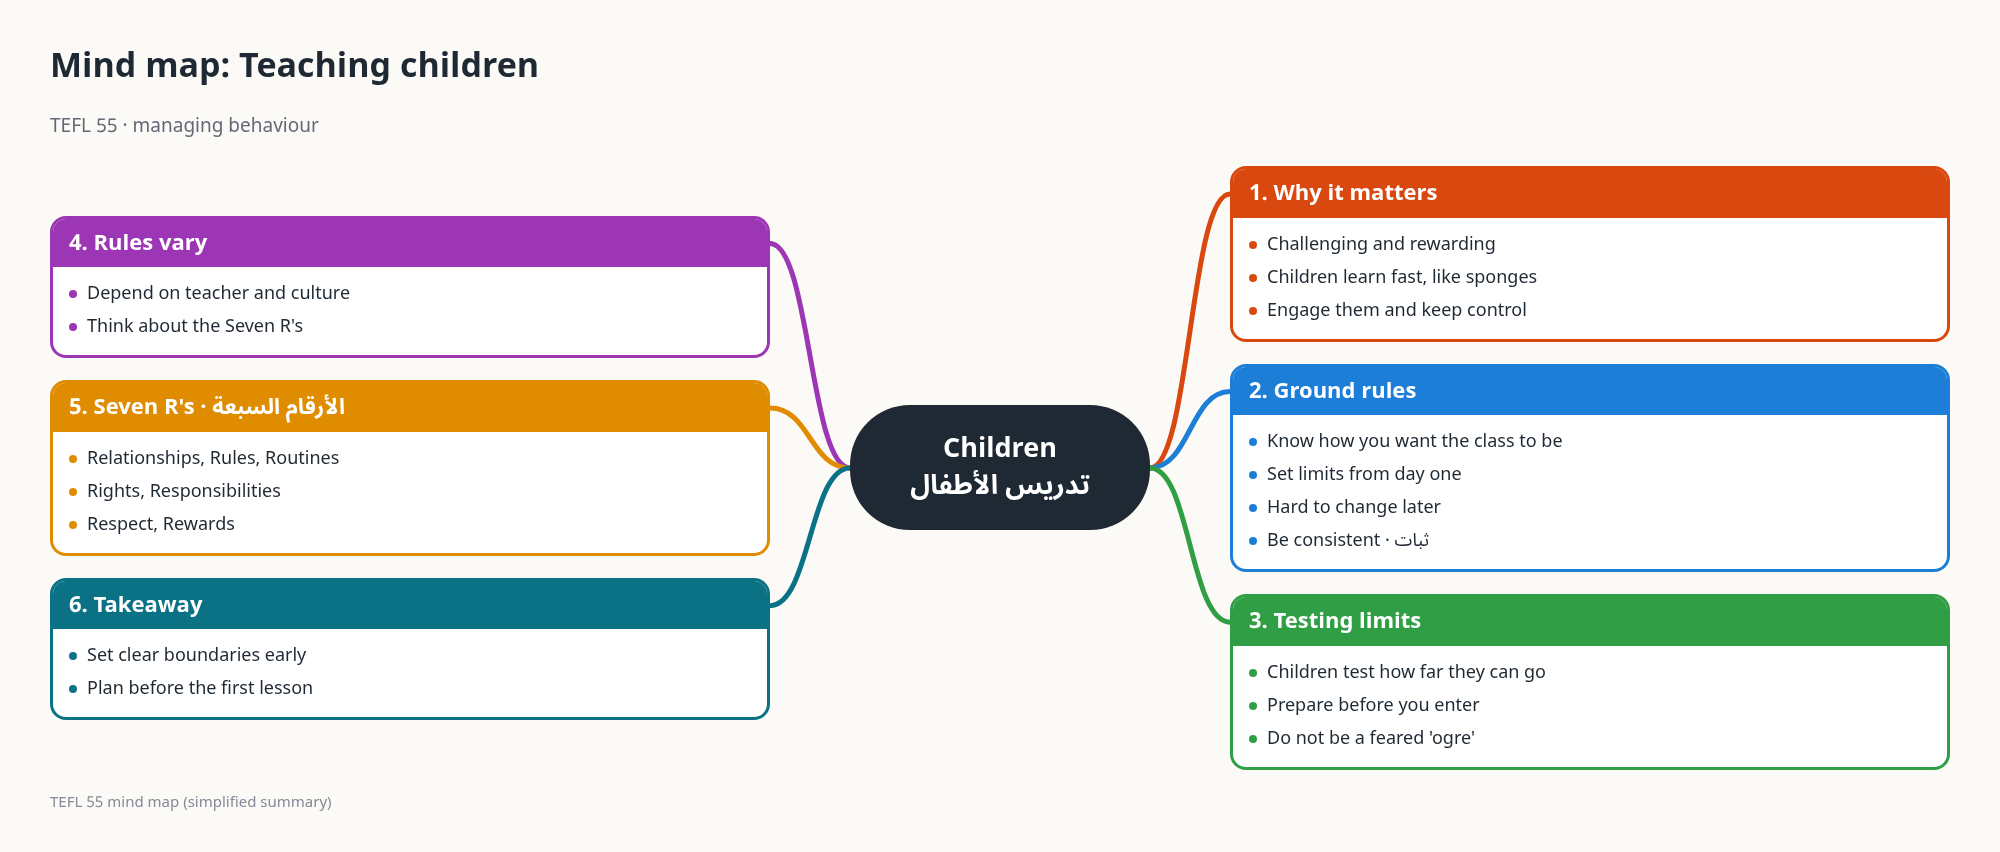 Mind map: Teaching children
TEFL 55 · managing behaviour
Children
تدريس الأطفال
1. Why it matters
Challenging and rewarding
Children learn fast, like sponges
Engage them and keep control
2. Ground rules
Know how you want the class to be
Set limits from day one
Hard to change later
Be consistent · ثبات
3. Testing limits
Children test how far they can go
Prepare before you enter
Do not be a feared 'ogre'
4. Rules vary
Depend on teacher and culture
Think about the Seven R's
5. Seven R's · الأرقام السبعة
Relationships, Rules, Routines
Rights, Responsibilities
Respect, Rewards
6. Takeaway
Set clear boundaries early
Plan before the first lesson
TEFL 55 mind map (simplified summary)